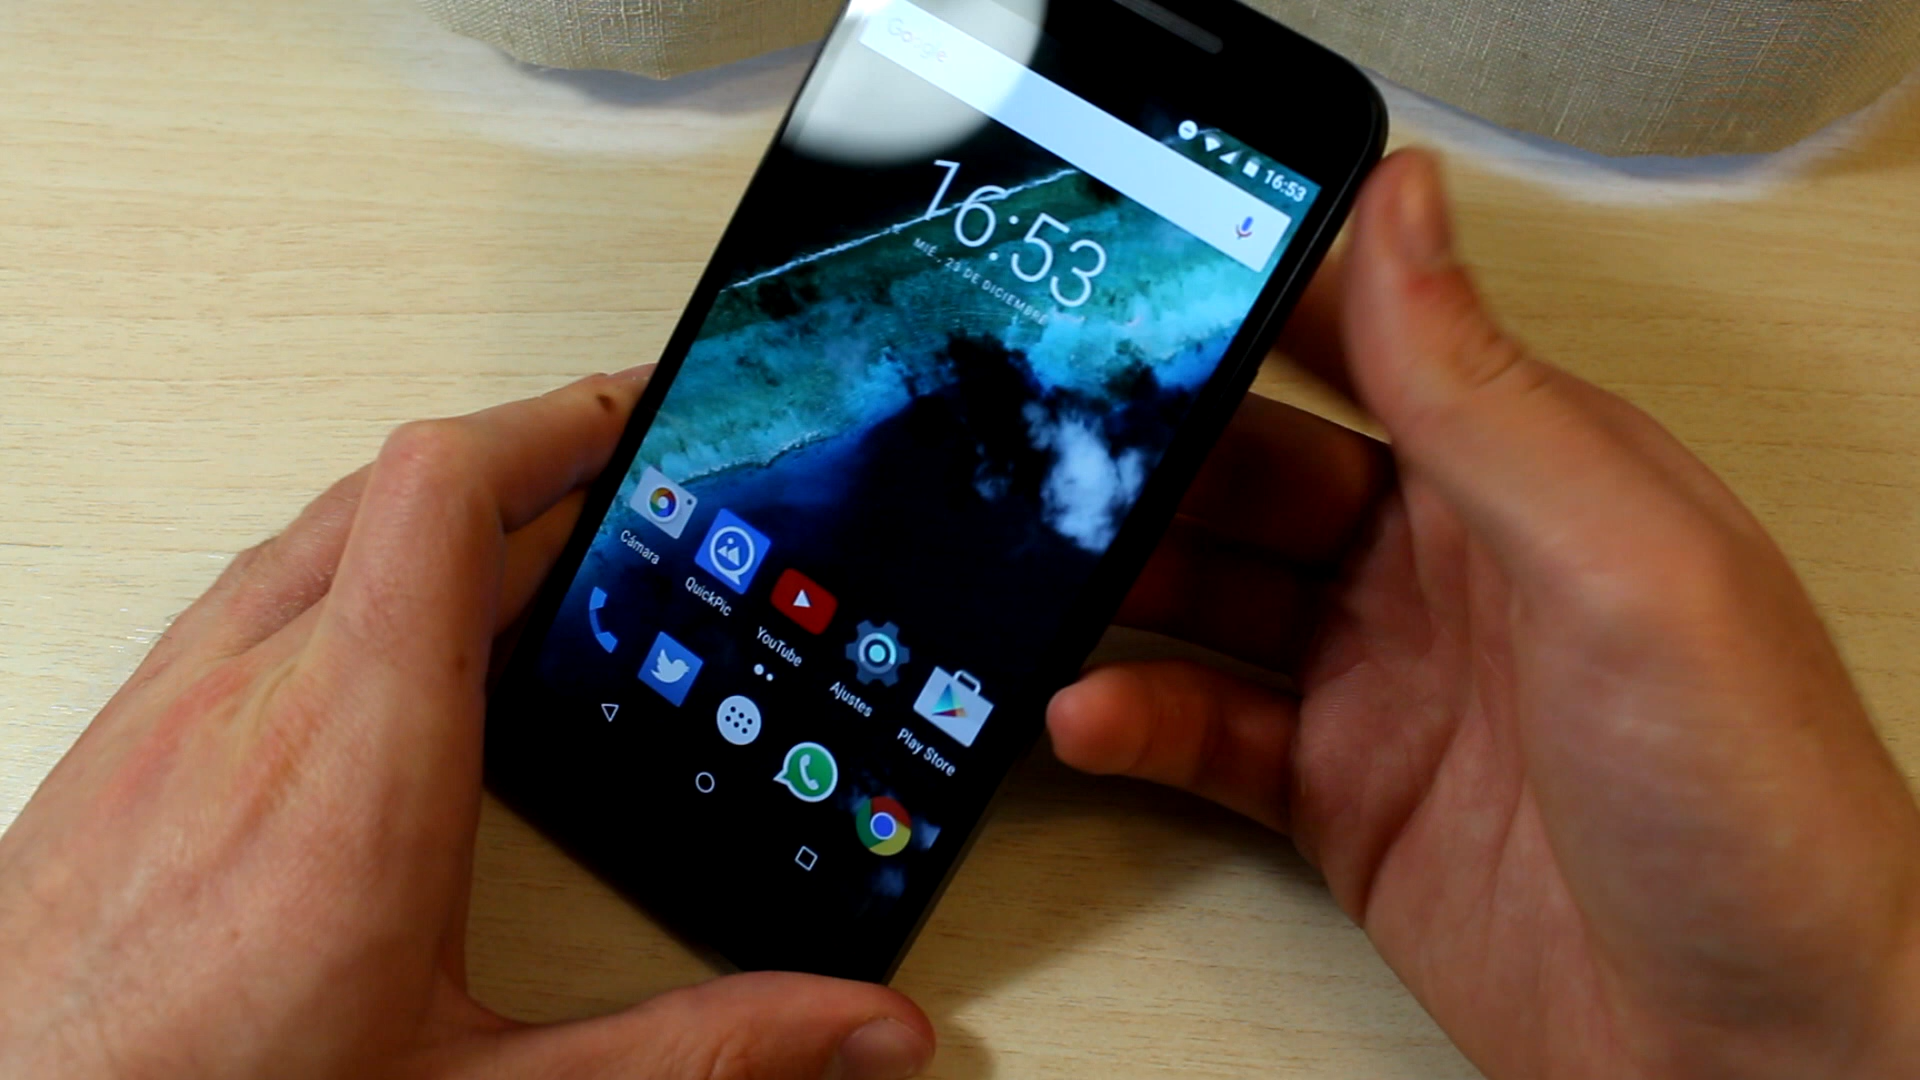 Google
16:53
16:53
MIÉ., 23 DE DICIEMBRE
Cámara
QuickPic
YouTube
Ajustes
Play Store